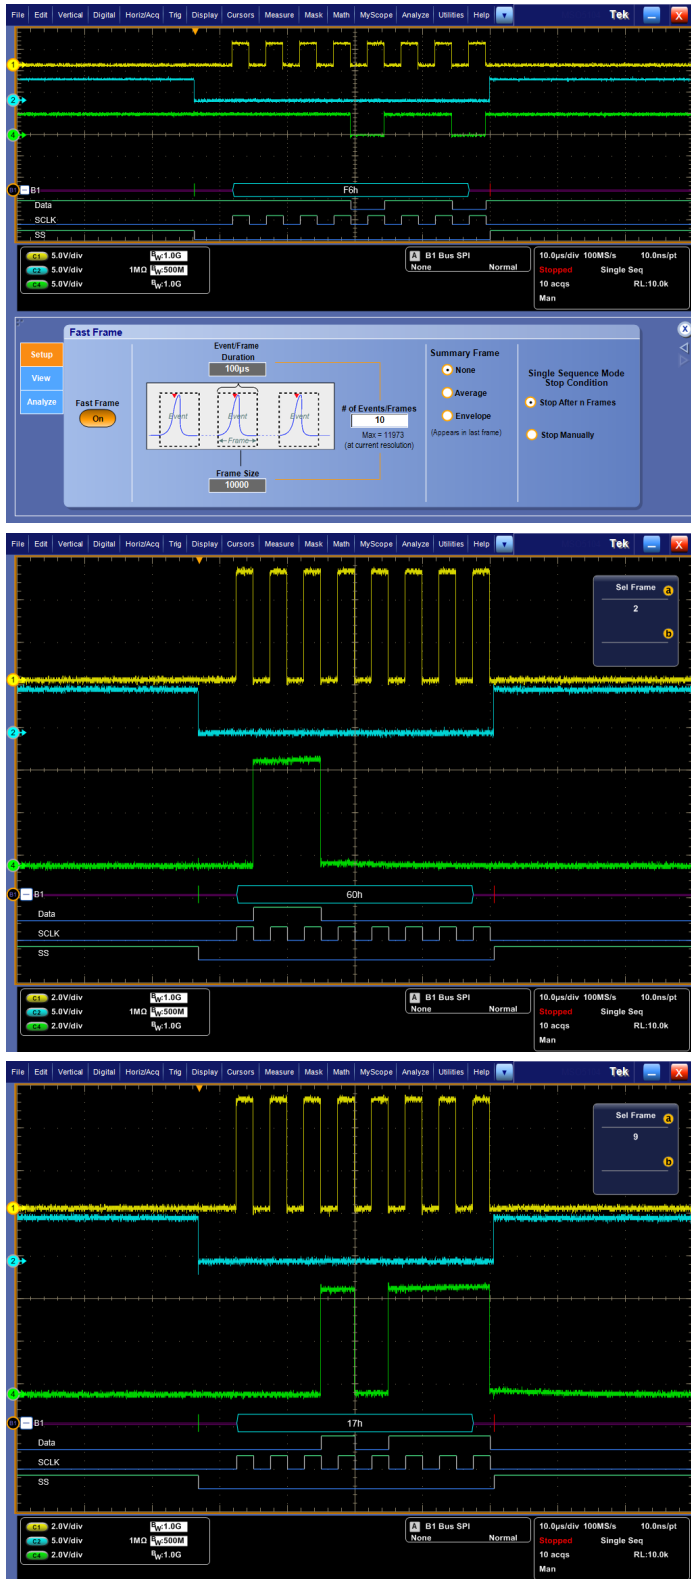 File Edit Vertical Digital Horiz/Acq Trig Display Cursors Measure Mask Math MyScope Analyze Utilities Help Tek X
1
2
4
B1 B1 F6h
Data
SCLK
SS
C1 5.0V/div BW:1.0G
C2 5.0V/div 1MΩ BW:500M
C4 5.0V/div BW:1.0G
A B1 Bus SPI
None Normal
10.0µs/div 100MS/s 10.0ns/pt
Stopped Single Seq
10 acqs RL:10.0k
Man
Fast Frame X
Setup
View
Analyze
Fast Frame
On
Event/Frame
Duration
100µs
Event Event Event
Frame
Frame Size
10000
# of Events/Frames
10
Max = 11973
(at current resolution)
Summary Frame
None
Average
Envelope
(Appears in last frame)
Single Sequence Mode
Stop Condition
Stop After n Frames
Stop Manually
File Edit Vertical Digital Horiz/Acq Trig Display Cursors Measure Mask Math MyScope Analyze Utilities Help Tek X
Sel Frame a
2
b
1
2
4
B1 B1 60h
Data
SCLK
SS
C1 2.0V/div BW:1.0G
C2 5.0V/div 1MΩ BW:500M
C4 2.0V/div BW:1.0G
A B1 Bus SPI
None Normal
10.0µs/div 100MS/s 10.0ns/pt
Stopped Single Seq
10 acqs RL:10.0k
Man
File Edit Vertical Digital Horiz/Acq Trig Display Cursors Measure Mask Math MyScope Analyze Utilities Help Tek X
Sel Frame a
9
b
1
2
4
B1 B1 17h
Data
SCLK
SS
C1 2.0V/div BW:1.0G
C2 5.0V/div 1MΩ BW:500M
C4 2.0V/div BW:1.0G
A B1 Bus SPI
None Normal
10.0µs/div 100MS/s 10.0ns/pt
Stopped Single Seq
10 acqs RL:10.0k
Man